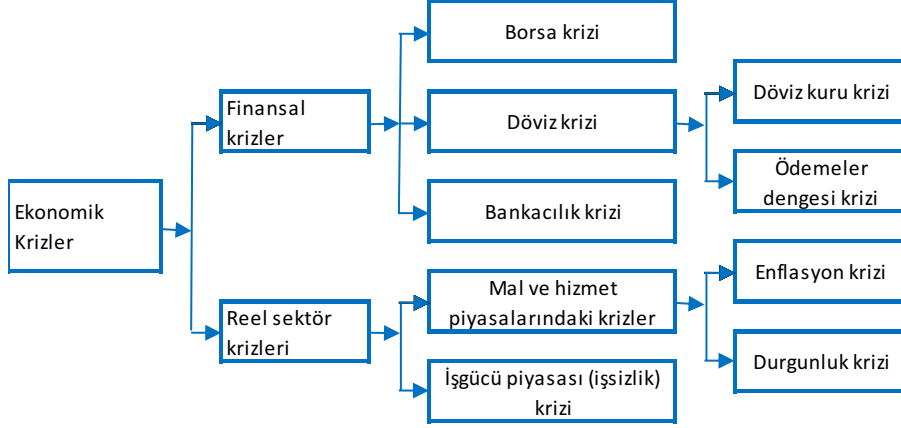 Ekonomik
Krizler
Finansal
krizler
Borsa krizi
Döviz krizi
Döviz kuru krizi
Ödemeler
dengesi krizi
Bankacılık krizi
Reel sektör
krizleri
Mal ve hizmet
piyasalarındaki krizler
Enflasyon krizi
Durgunluk krizi
İşgücü piyasası (işsizlik)
krizi